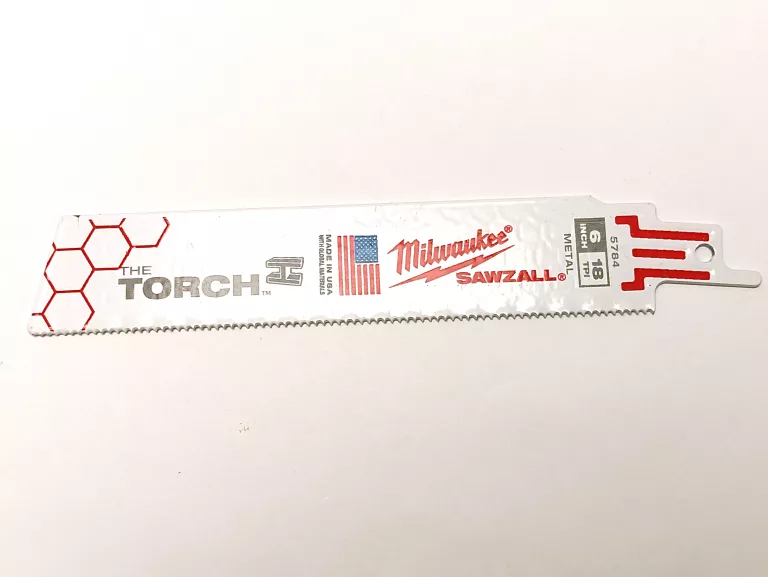 THE
TORCH™
MADE IN USA
WITH GLOBAL MATERIALS
Milwaukee®
SAWZALL®
6
INCH
18
TPI
METAL
5784